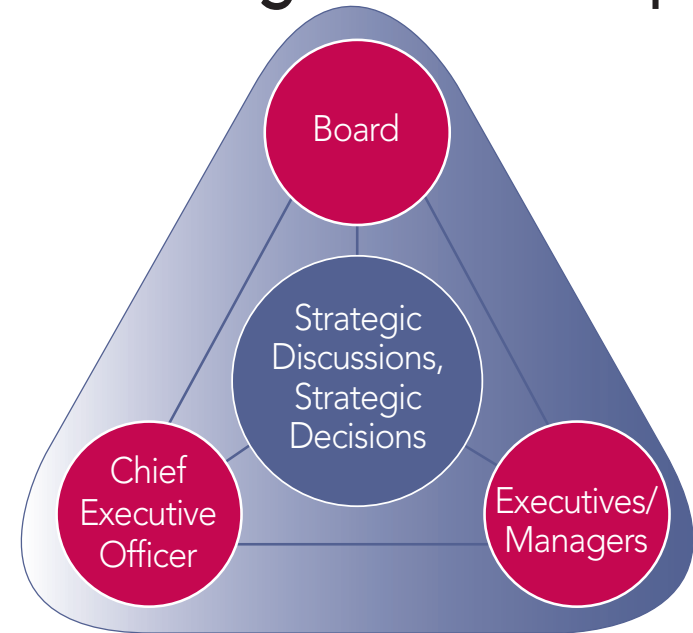 Board
Strategic
Discussions,
Strategic
Decisions
Chief
Executive
Officer
Executives/
Managers